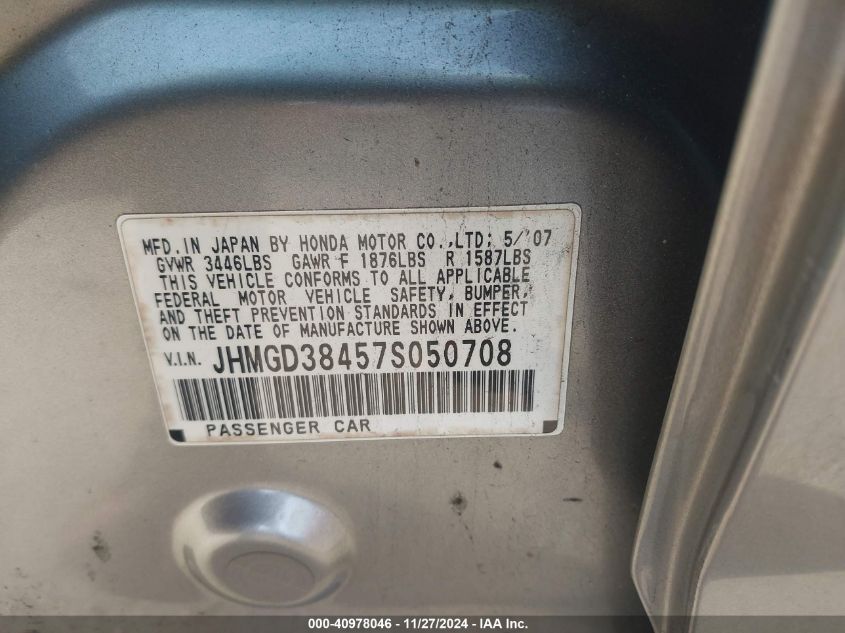 MFD. IN JAPAN BY HONDA MOTOR CO.,LTD; 5/'07
GVWR 3446LBS GAWR F 1876LBS R 1587LBS
THIS VEHICLE CONFORMS TO ALL APPLICABLE
FEDERAL MOTOR VEHICLE SAFETY, BUMPER,
AND THEFT PREVENTION STANDARDS IN EFFECT
ON THE DATE OF MANUFACTURE SHOWN ABOVE.
V.I.N. JHMGD38457S050708
PASSENGER CAR
000-40978046 - 11/27/2024 - IAA Inc.